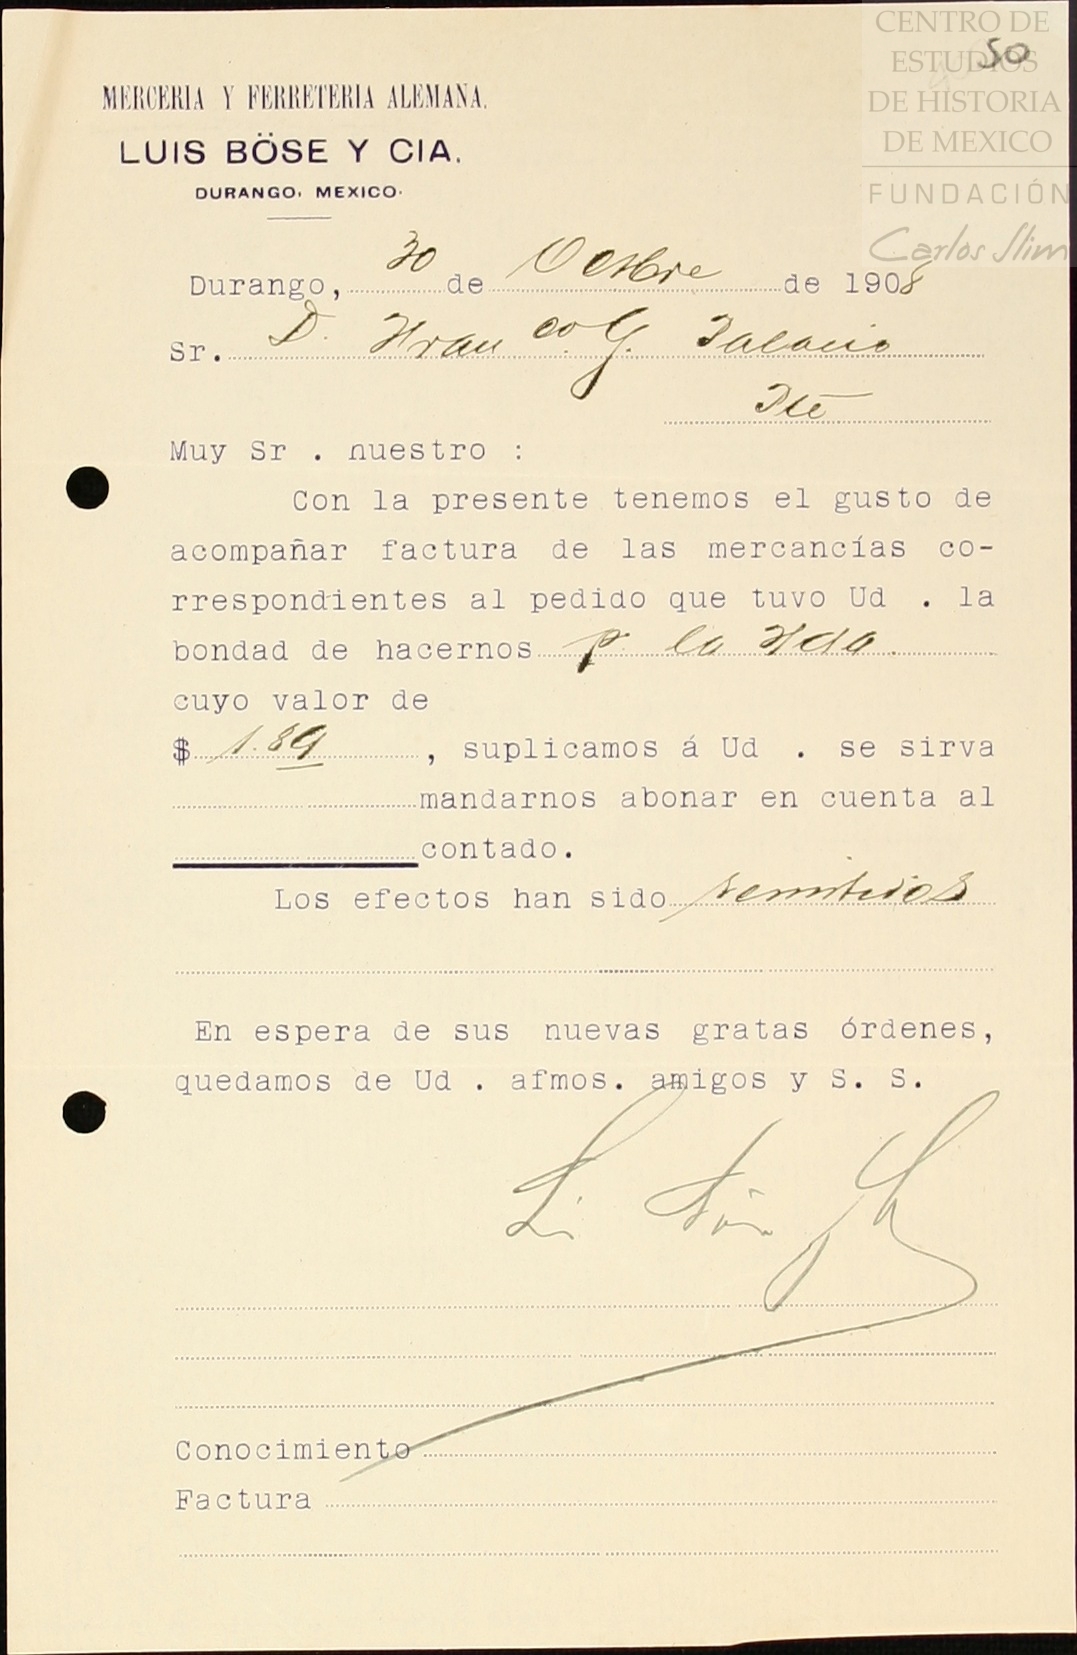 CENTRO DE
ESTUDIOS
DE HISTORIA
DE MEXICO
FUNDACIÓN
Carlos Slim
50
MERCERIA Y FERRETERIA ALEMANA.
LUIS BÖSE Y CIA.
DURANGO, MEXICO.
Durango, 30 de Octbre de 1908
Sr. D. Franco. G. Palacio
Pte
Muy Sr . nuestro :
Con la presente tenemos el gusto de
acompañar factura de las mercancías co-
rrespondientes al pedido que tuvo Ud . la
bondad de hacernos p. la Hda.
cuyo valor de
$ 1.89 , suplicamos á Ud . se sirva
mandarnos abonar en cuenta al
contado.
Los efectos han sido remitidos
En espera de sus nuevas gratas órdenes,
quedamos de Ud . afmos. amigos y S. S.
Conocimiento
Factura